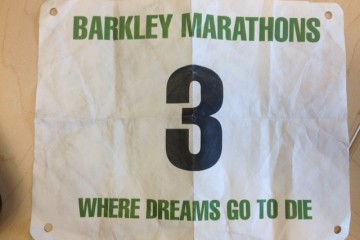 BARKLEY MARATHONS
3
WHERE DREAMS GO TO DIE